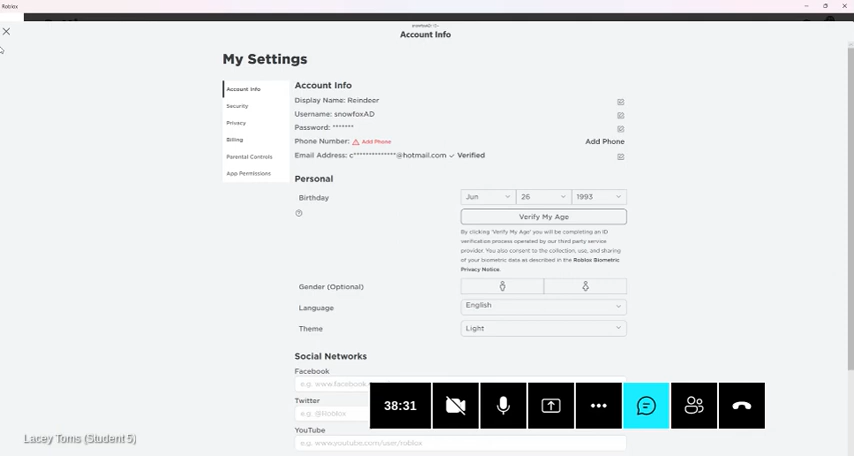 Roblox
Account Info
My Settings
Account Info
Security
Privacy
Billing
Parental Controls
App Permissions
Account Info
Display Name: Reindeer
Username: snowfoxAD
Password: *******
Phone Number: Add Phone
Add Phone
Email Address: c**************@hotmail.com ✓ Verified
Personal
Birthday
Jun
26
1993
Verify My Age
By clicking 'Verify My Age' you will be completing an ID
verification process operated by our third party service
provider. You also consent to the collection, use, and sharing
of your biometric data as described in the Roblox Biometric
Privacy Notice.
Gender (Optional)
Language
English
Theme
Light
Social Networks
Facebook
e.g. www.facebook.
Twitter
e.g. @Roblox
YouTube
e.g. www.youtube.com/user/roblox
38:31
Lacey Toms (Student 5)